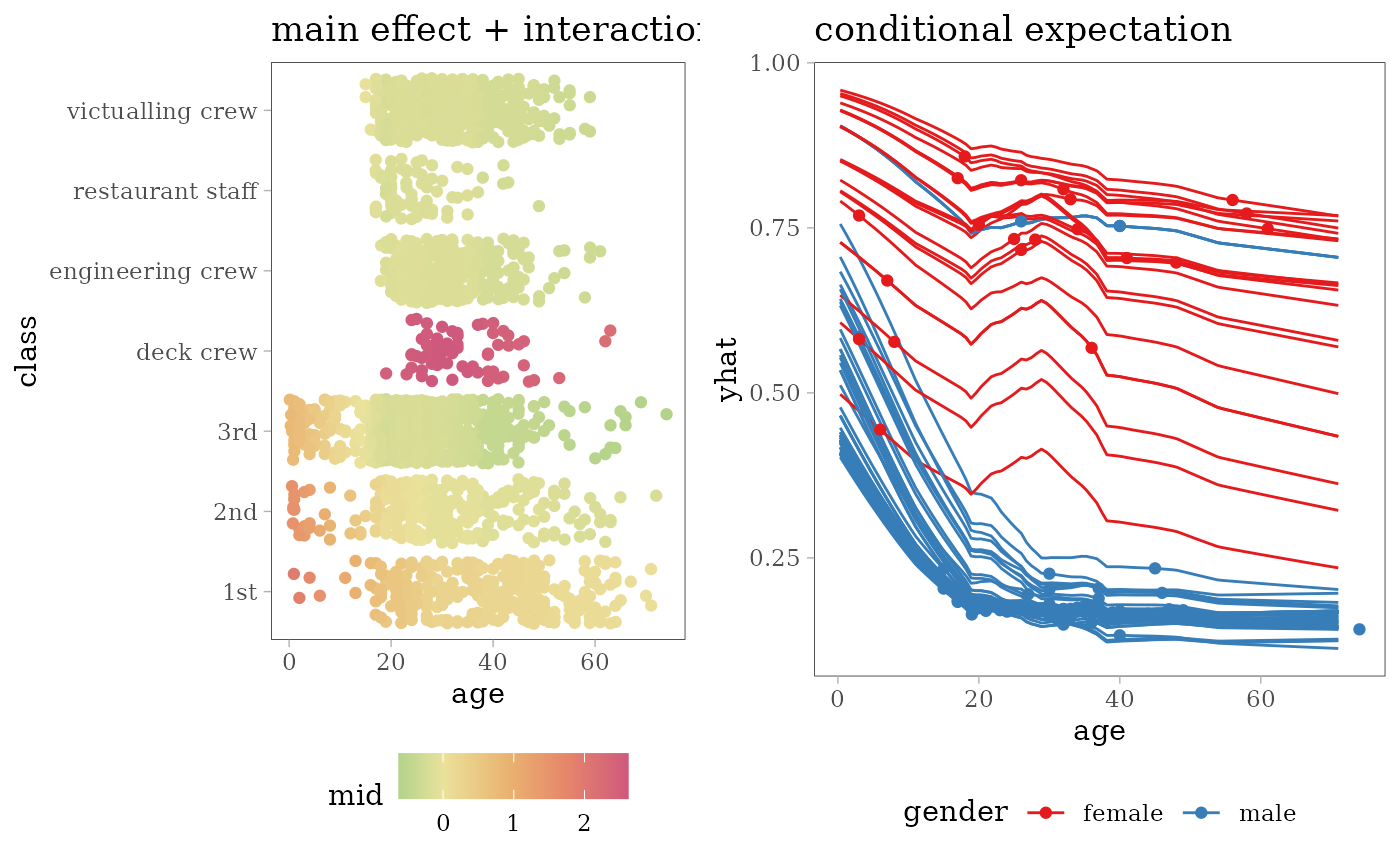 main effect + interaction
class
victualling crew
restaurant staff
engineering crew
deck crew
3rd
2nd
1st
0 20 40 60
age
mid
0 1 2
conditional expectation
yhat
1.00
0.75
0.50
0.25
0 20 40 60
age
gender female male